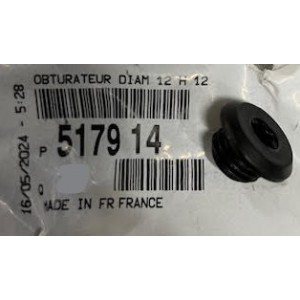 OBTURATEUR DIAM 12 H 12
P 5179 14
Q
MADE IN FR FRANCE
16/05/2024 - 5:28